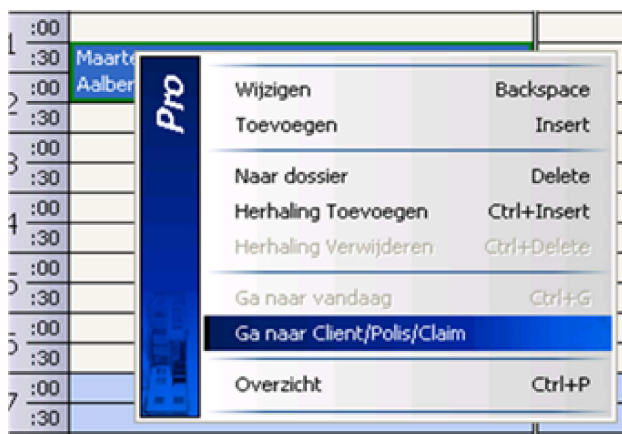 :00
1 :30 Maarte
:00 Aalber
2 :30
:00
3 :30
:00
4 :30
:00
:30
:00
:30
:00
7 :30
Pro
Wijzigen Backspace
Toevoegen Insert
Naar dossier Delete
Herhaling Toevoegen Ctrl+Insert
Herhaling Verwijderen Ctrl+Delete
Ga naar vandaag Ctrl+G
Ga naar Client/Polis/Claim
Overzicht Ctrl+P